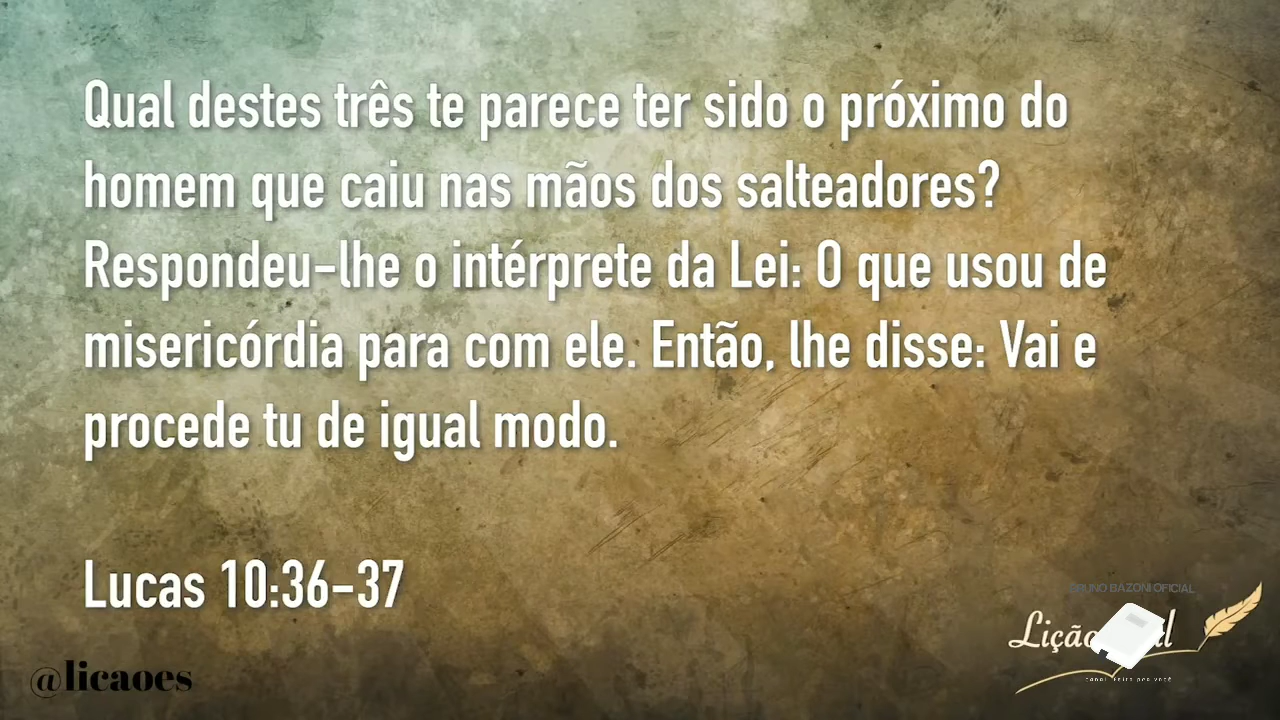 Qual destes três te parece ter sido o próximo do
homem que caiu nas mãos dos salteadores?
Respondeu-lhe o intérprete da Lei: O que usou de
misericórdia para com ele. Então, lhe disse: Vai e
procede tu de igual modo.
Lucas 10:36-37
BRUNO BAZONI OFICIAL
Lição
@licaoes